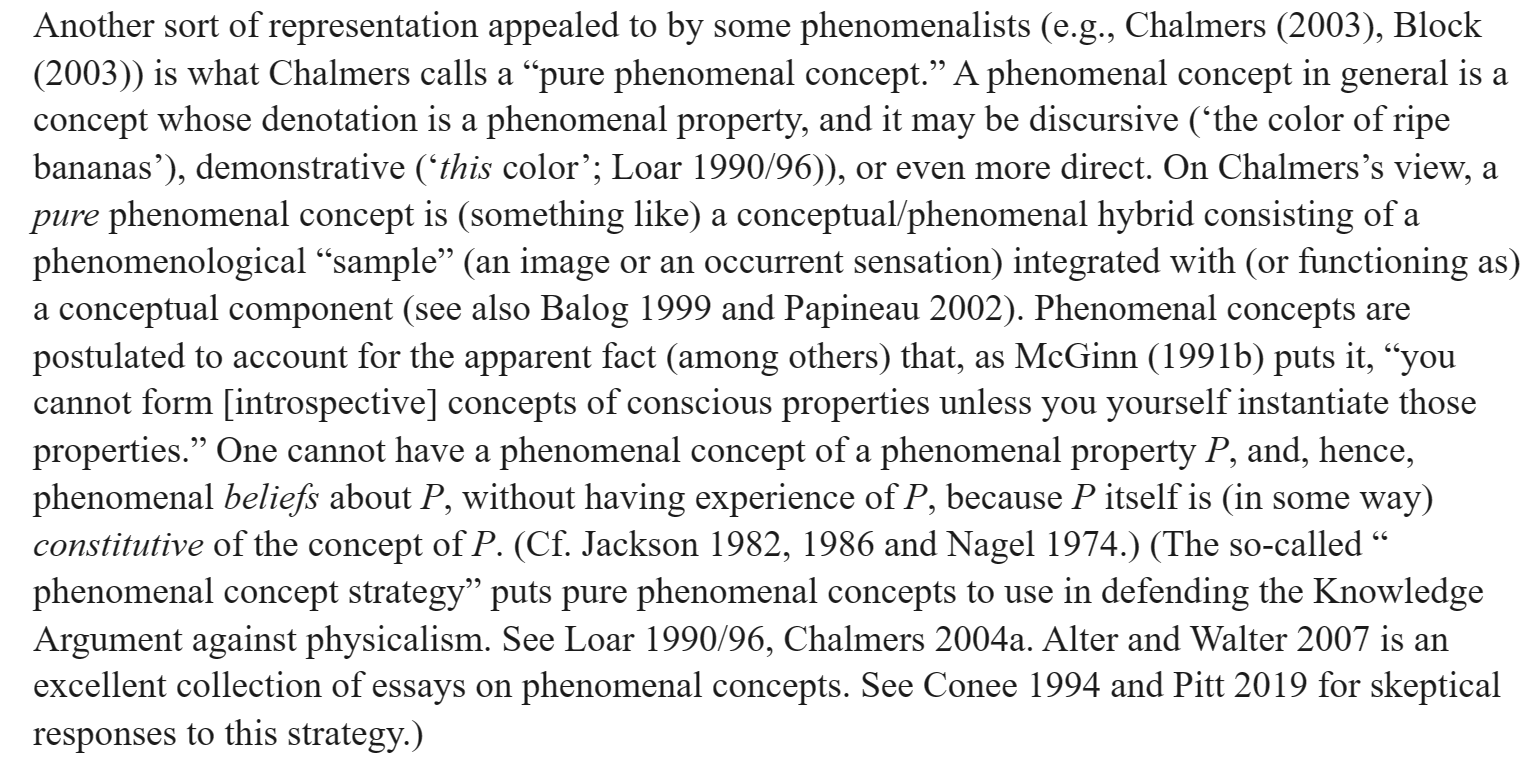 Another sort of representation appealed to by some phenomenalists (e.g., Chalmers (2003), Block
(2003)) is what Chalmers calls a “pure phenomenal concept.” A phenomenal concept in general is a
concept whose denotation is a phenomenal property, and it may be discursive (‘the color of ripe
bananas’), demonstrative (‘this color’; Loar 1990/96)), or even more direct. On Chalmers’s view, a
pure phenomenal concept is (something like) a conceptual/phenomenal hybrid consisting of a
phenomenological “sample” (an image or an occurrent sensation) integrated with (or functioning as)
a conceptual component (see also Balog 1999 and Papineau 2002). Phenomenal concepts are
postulated to account for the apparent fact (among others) that, as McGinn (1991b) puts it, “you
cannot form [introspective] concepts of conscious properties unless you yourself instantiate those
properties.” One cannot have a phenomenal concept of a phenomenal property P, and, hence,
phenomenal beliefs about P, without having experience of P, because P itself is (in some way)
constitutive of the concept of P. (Cf. Jackson 1982, 1986 and Nagel 1974.) (The so-called “
phenomenal concept strategy” puts pure phenomenal concepts to use in defending the Knowledge
Argument against physicalism. See Loar 1990/96, Chalmers 2004a. Alter and Walter 2007 is an
excellent collection of essays on phenomenal concepts. See Conee 1994 and Pitt 2019 for skeptical
responses to this strategy.)